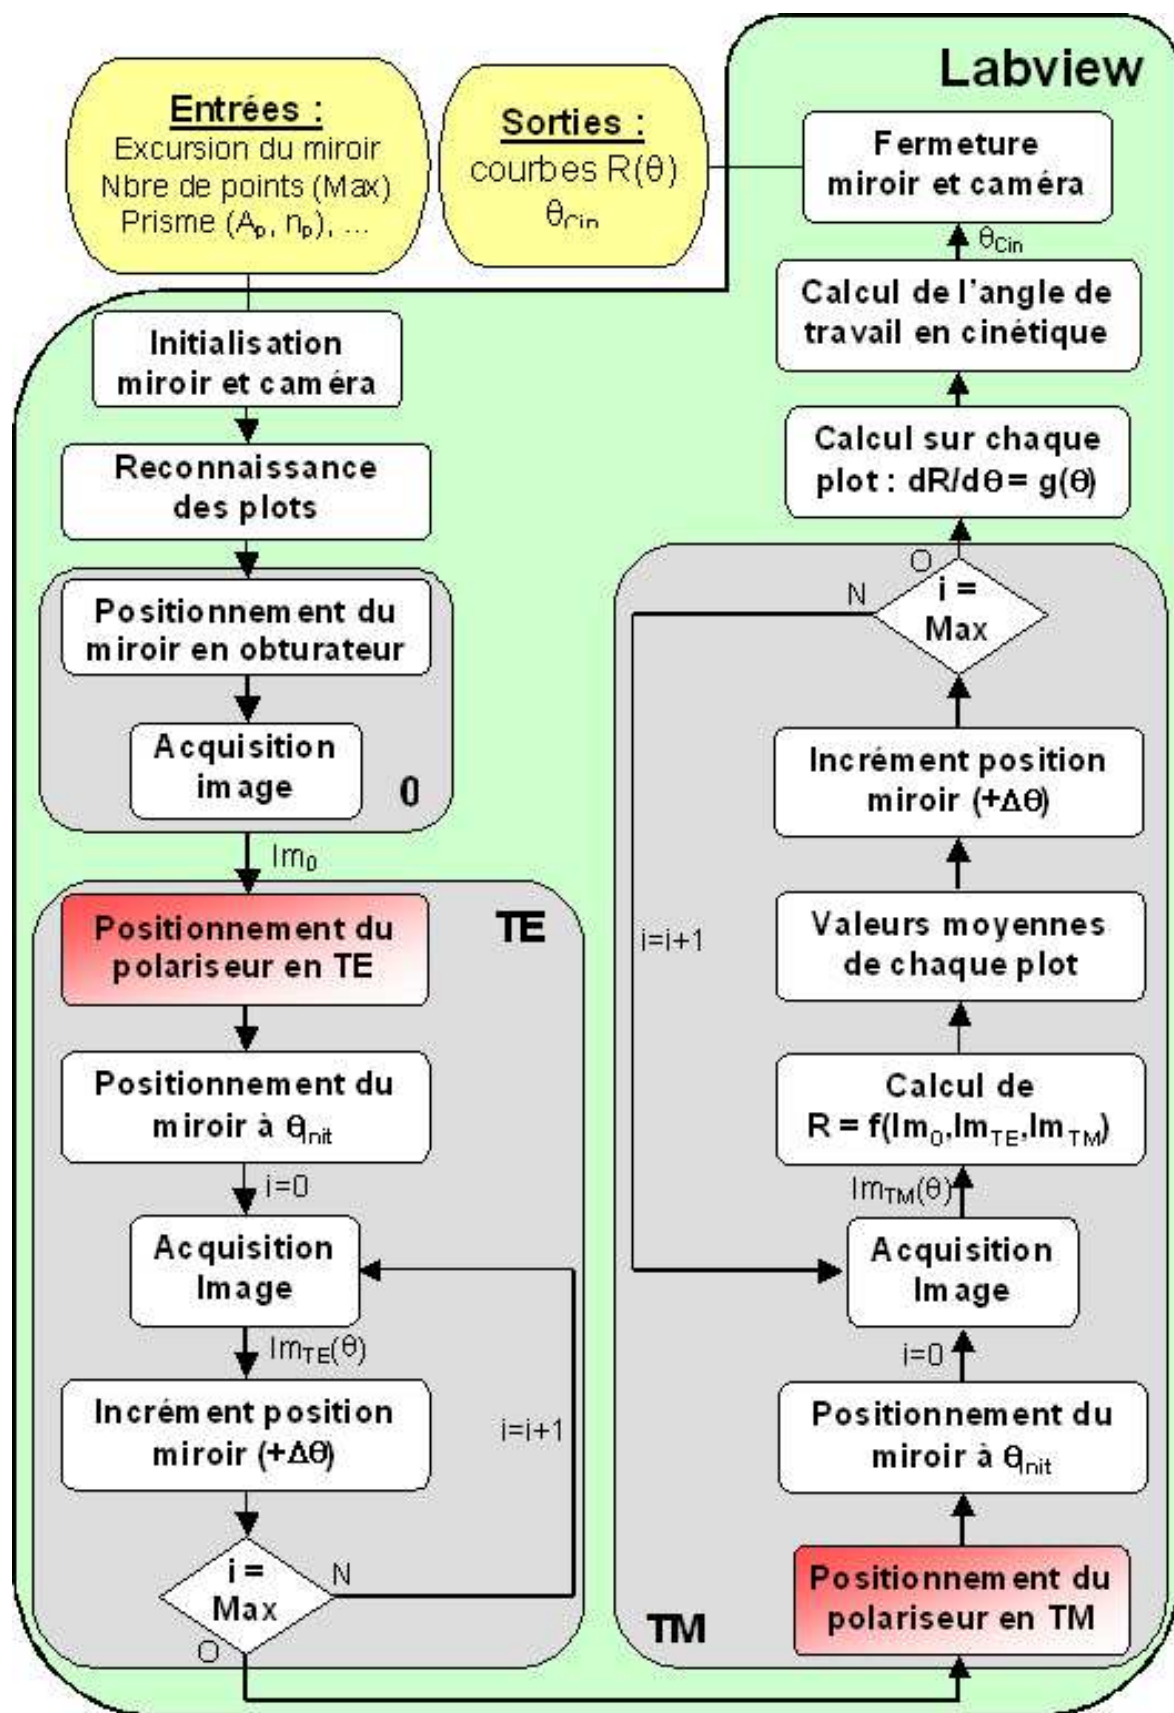 Labview
Entrées :
Excursion du miroir
Nbre de points (Max)
Prisme (Ap, np), ...
Sorties :
courbes R(θ)
θCin
Fermeture
miroir et caméra
θCin
Calcul de l'angle de
travail en cinétique
Calcul sur chaque
plot : dR/dθ = g(θ)
Initialisation
miroir et caméra
Reconnaissance
des plots
Positionnement du
miroir en obturateur
Acquisition
image
0
Im0
Positionnement du
polariseur en TE
TE
Positionnement du
miroir à θinit
i=0
Acquisition
Image
ImTE(θ)
Incrément position
miroir (+Δθ)
i=i+1
i =
Max
N
O
O
N
i =
Max
Incrément position
miroir (+Δθ)
i=i+1
Valeurs moyennes
de chaque plot
Calcul de
R = f(Im0,ImTE,ImTM)
ImTM(θ)
Acquisition
Image
i=0
Positionnement du
miroir à θinit
Positionnement du
polariseur en TM
TM